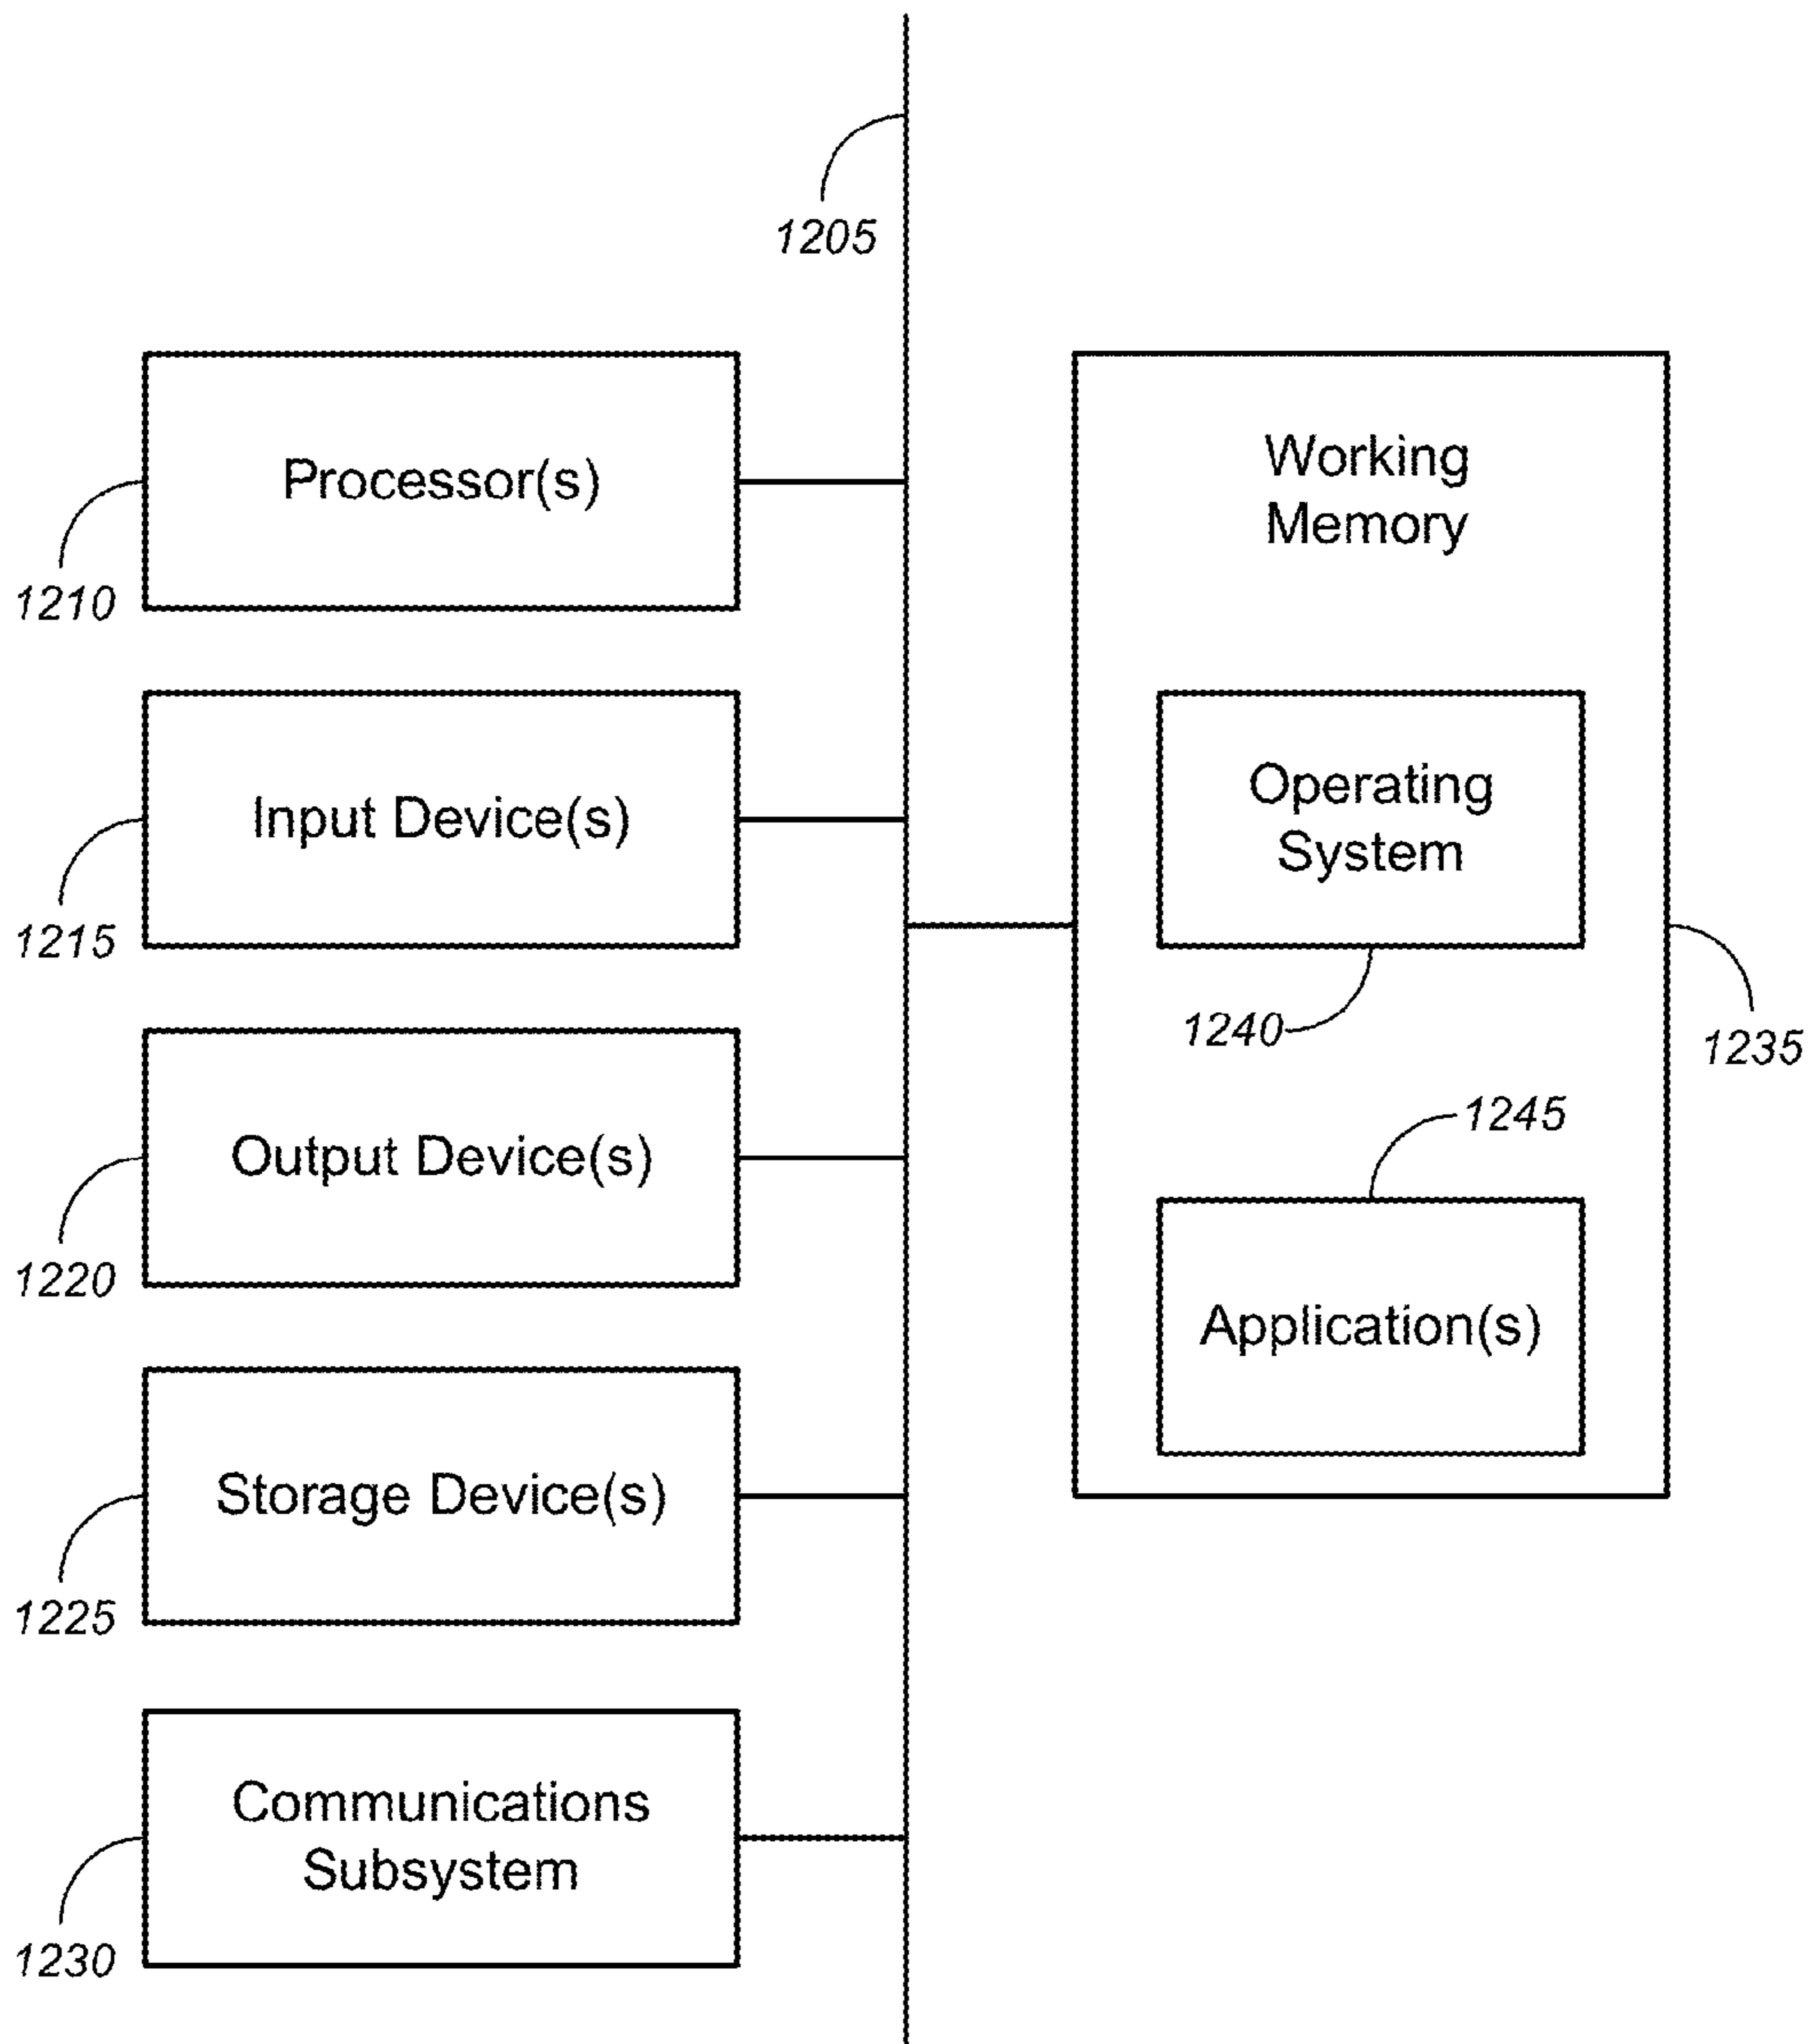 1205
Processor(s)
1210
Input Device(s)
1215
Output Device(s)
1220
Storage Device(s)
1225
Communications
Subsystem
1230
Working
Memory
Operating
System
1240
1235
1245
Application(s)